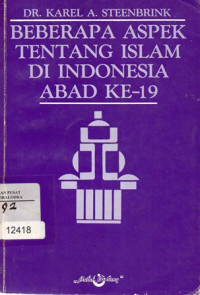 DR. KAREL A. STEENBRINK
BEBERAPA ASPEK
TENTANG ISLAM
DI INDONESIA
ABAD KE-19
12418